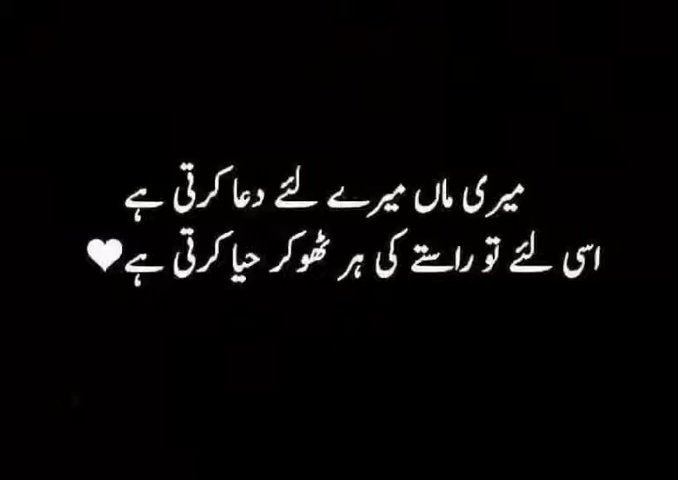 میری ماں میرے لئے دعا کرتی ہے
اسی لئے تو راستے کی ہر ٹھوکر حیا کرتی ہے🤍